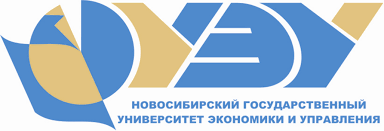 НОВОСИБИРСКИЙ ГОСУДАРСТВЕННЫЙ
УНИВЕРСИТЕТ ЭКОНОМИКИ И УПРАВЛЕНИЯ